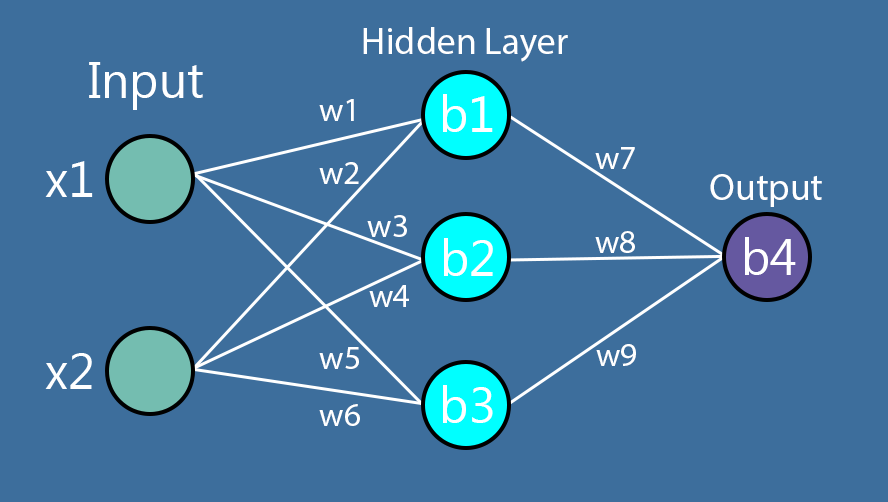 Hidden Layer
Input
w1
b1
w2
w7
x1
Output
w3
b2
w8
b4
w4
w5
x2
w9
w6
b3